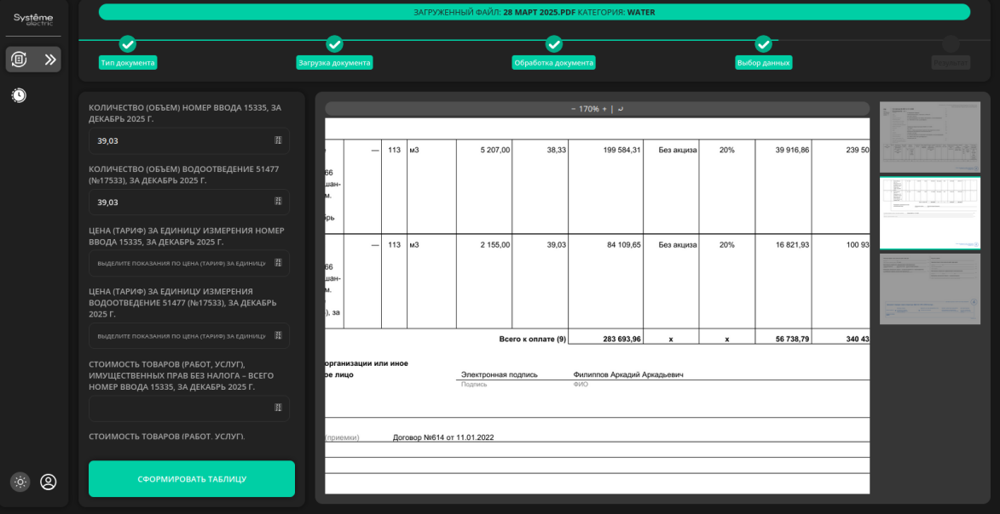 Systême
electric
ЗАГРУЖЕННЫЙ ФАЙЛ: 28 МАРТ 2025.PDF КАТЕГОРИЯ: WATER
Тип документа
Загрузка документа
Обработка документа
Выбор данных
Результат
КОЛИЧЕСТВО (ОБЪЕМ) НОМЕР ВВОДА 15335, ЗА
ДЕКАБРЬ 2025 Г.
39,03
КОЛИЧЕСТВО (ОБЪЕМ) ВОДООТВЕДЕНИЕ 51477
(№17533), ЗА ДЕКАБРЬ 2025 Г.
39,03
ЦЕНА (ТАРИФ) ЗА ЕДИНИЦУ ИЗМЕРЕНИЯ НОМЕР
ВВОДА 15335, ЗА ДЕКАБРЬ 2025 Г.
ВЫДЕЛИТЕ ПОКАЗАНИЯ ПО ЦЕНА (ТАРИФ) ЗА ЕДИНИЦУ
ЦЕНА (ТАРИФ) ЗА ЕДИНИЦУ ИЗМЕРЕНИЯ
ВОДООТВЕДЕНИЕ 51477 (№17533), ЗА ДЕКАБРЬ
2025 Г.
ВЫДЕЛИТЕ ПОКАЗАНИЯ ПО ЦЕНА (ТАРИФ) ЗА ЕДИНИЦУ
СТОИМОСТЬ ТОВАРОВ (РАБОТ, УСЛУГ),
ИМУЩЕСТВЕННЫХ ПРАВ БЕЗ НАЛОГА – ВСЕГО
НОМЕР ВВОДА 15335, ЗА ДЕКАБРЬ 2025 Г.
СТОИМОСТЬ ТОВАРОВ (РАБОТ, УСЛУГ),
СФОРМИРОВАТЬ ТАБЛИЦУ
− 170% + | ⤾
— 113 м3 5 207,00 38,33 199 584,31 Без акциза 20% 39 916,86 239 50
66
шан-
м.
брь
— 113 м3 2 155,00 39,03 84 109,65 Без акциза 20% 16 821,93 100 93
66
шан-
м.
), за
Всего к оплате (9) 283 693,96 x x 56 738,79 340 43
организации или иное
ое лицо
Электронная подпись Филиппов Аркадий Аркадьевич
Подпись ФИО
(приемки) Договор №614 от 11.01.2022